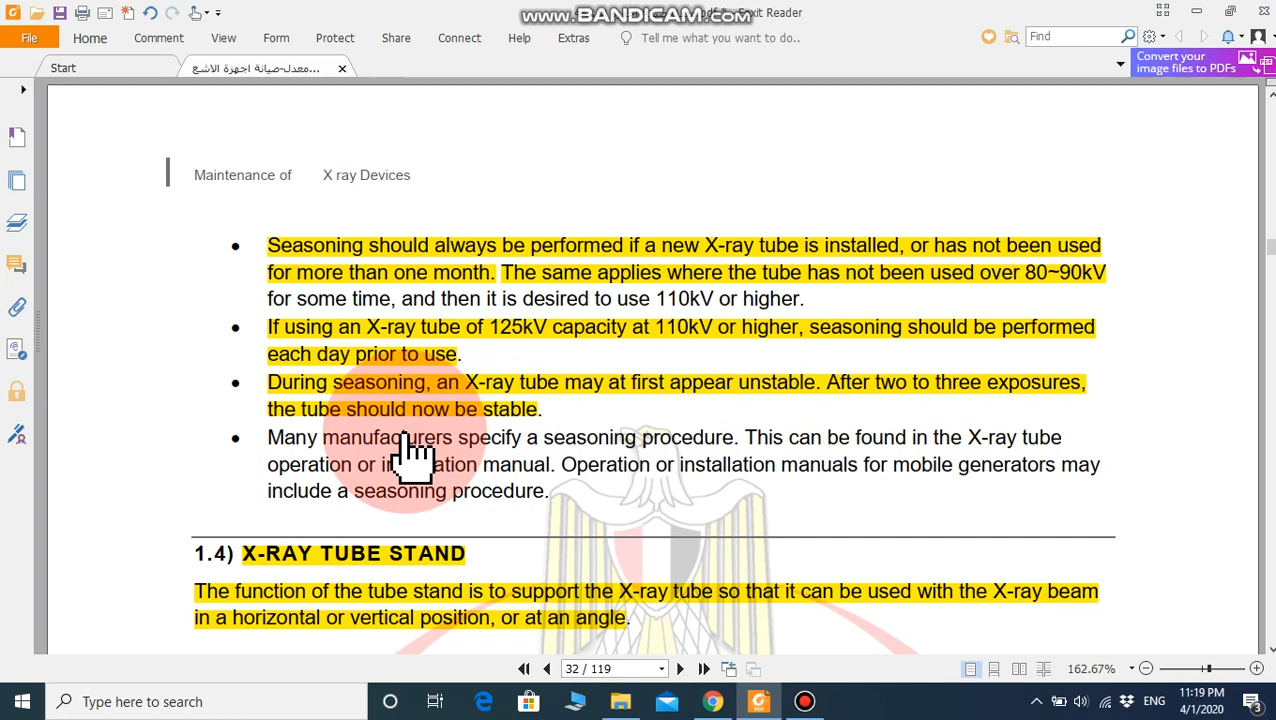 www.BANDICAM.com
Foxit Reader
File
Home
Comment
View
Form
Protect
Share
Connect
Help
Extras
Tell me what you want to do..
Find
Start
معدل-صيانة اجهزة الاشع...
Convert your
image files to PDFs
Maintenance of X ray Devices
• Seasoning should always be performed if a new X-ray tube is installed, or has not been used
for more than one month. The same applies where the tube has not been used over 80~90kV
for some time, and then it is desired to use 110kV or higher.
• If using an X-ray tube of 125kV capacity at 110kV or higher, seasoning should be performed
each day prior to use.
• During seasoning, an X-ray tube may at first appear unstable. After two to three exposures,
the tube should now be stable.
• Many manufacturers specify a seasoning procedure. This can be found in the X-ray tube
operation or installation manual. Operation or installation manuals for mobile generators may
include a seasoning procedure.
1.4) X-RAY TUBE STAND
The function of the tube stand is to support the X-ray tube so that it can be used with the X-ray beam
in a horizontal or vertical position, or at an angle.
32 / 119
162.67%
Type here to search
ENG
11:19 PM
4/1/2020
3